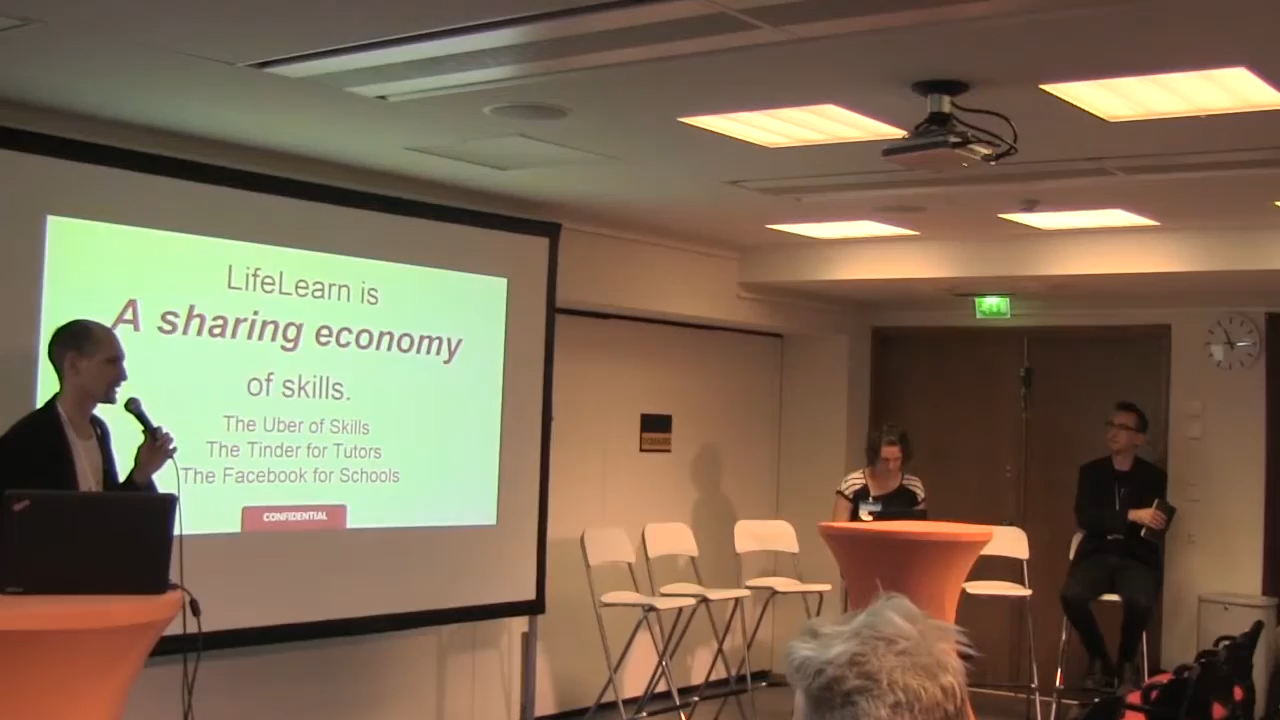 LifeLearn is
A sharing economy
of skills.
The Uber of Skills
The Tinder for Tutors
The Facebook for Schools
CONFIDENTIAL